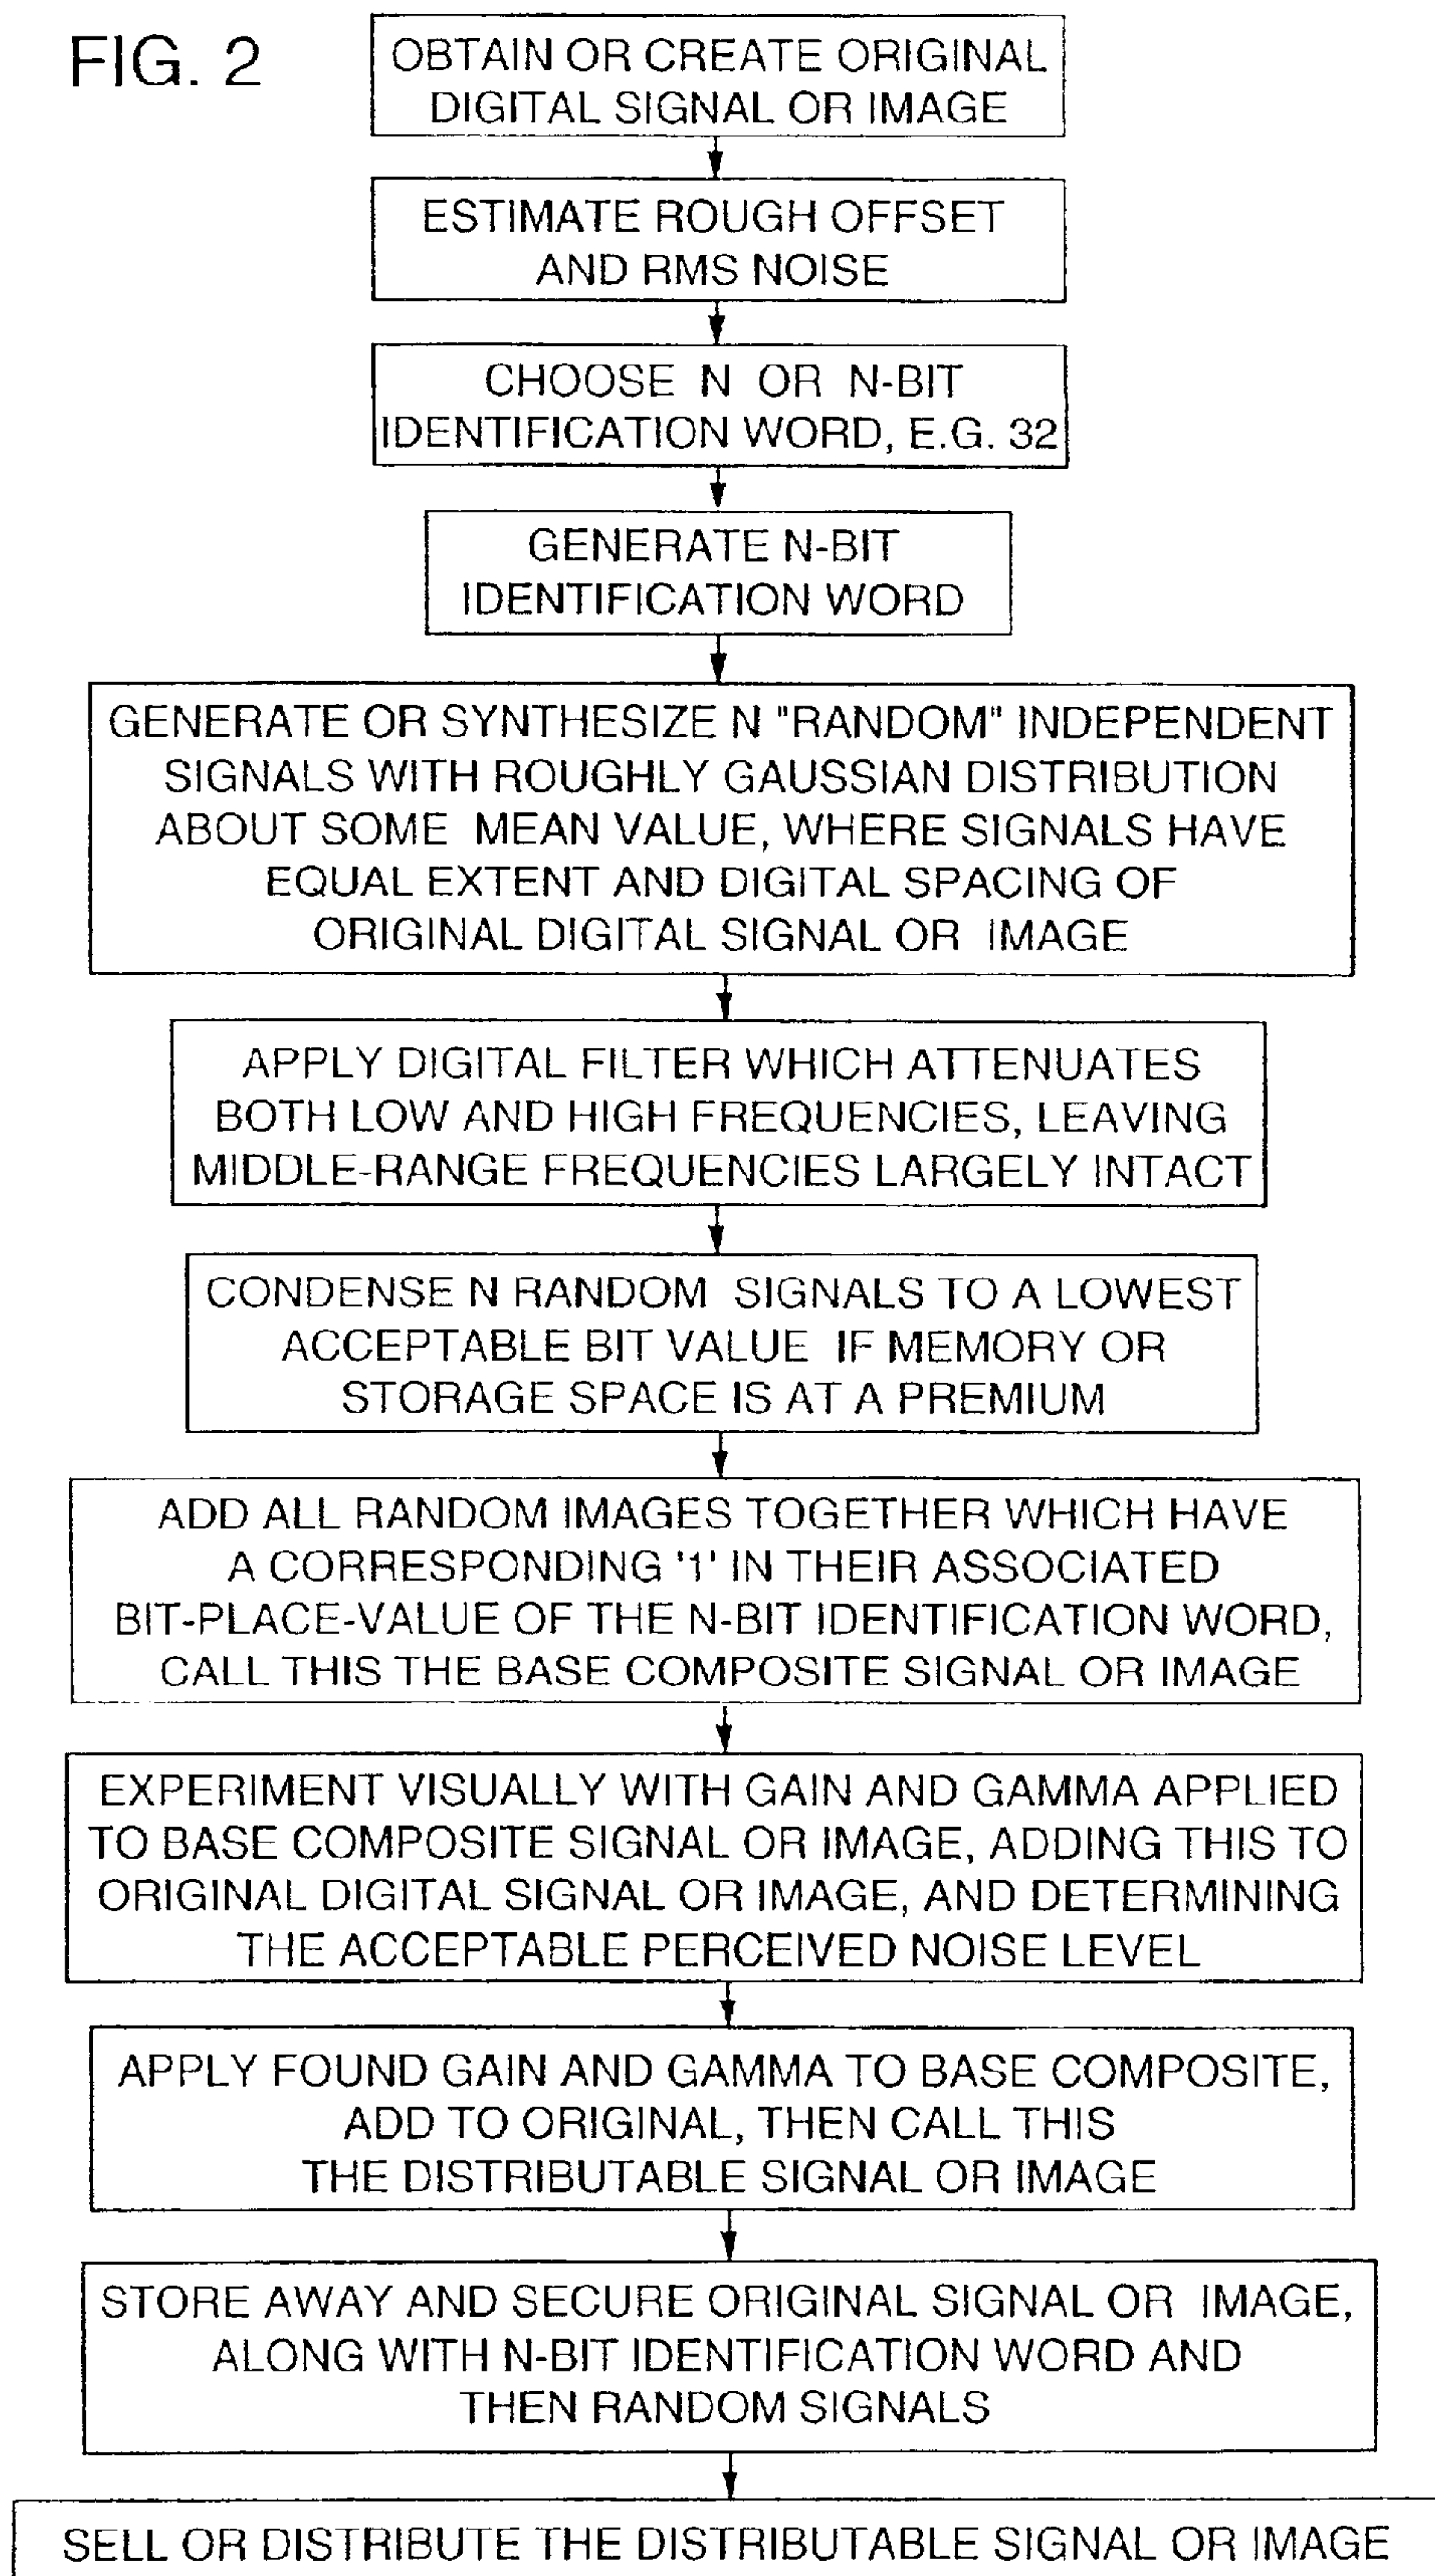 FIG. 2
OBTAIN OR CREATE ORIGINAL
DIGITAL SIGNAL OR IMAGE
ESTIMATE ROUGH OFFSET
AND RMS NOISE
CHOOSE N OR N-BIT
IDENTIFICATION WORD, E.G. 32
GENERATE N-BIT
IDENTIFICATION WORD
GENERATE OR SYNTHESIZE N "RANDOM" INDEPENDENT
SIGNALS WITH ROUGHLY GAUSSIAN DISTRIBUTION
ABOUT SOME MEAN VALUE, WHERE SIGNALS HAVE
EQUAL EXTENT AND DIGITAL SPACING OF
ORIGINAL DIGITAL SIGNAL OR IMAGE
APPLY DIGITAL FILTER WHICH ATTENUATES
BOTH LOW AND HIGH FREQUENCIES, LEAVING
MIDDLE-RANGE FREQUENCIES LARGELY INTACT
CONDENSE N RANDOM SIGNALS TO A LOWEST
ACCEPTABLE BIT VALUE IF MEMORY OR
STORAGE SPACE IS AT A PREMIUM
ADD ALL RANDOM IMAGES TOGETHER WHICH HAVE
A CORRESPONDING '1' IN THEIR ASSOCIATED
BIT-PLACE-VALUE OF THE N-BIT IDENTIFICATION WORD,
CALL THIS THE BASE COMPOSITE SIGNAL OR IMAGE
EXPERIMENT VISUALLY WITH GAIN AND GAMMA APPLIED
TO BASE COMPOSITE SIGNAL OR IMAGE, ADDING THIS TO
ORIGINAL DIGITAL SIGNAL OR IMAGE, AND DETERMINING
THE ACCEPTABLE PERCEIVED NOISE LEVEL
APPLY FOUND GAIN AND GAMMA TO BASE COMPOSITE,
ADD TO ORIGINAL, THEN CALL THIS
THE DISTRIBUTABLE SIGNAL OR IMAGE
STORE AWAY AND SECURE ORIGINAL SIGNAL OR IMAGE,
ALONG WITH N-BIT IDENTIFICATION WORD AND
THEN RANDOM SIGNALS
SELL OR DISTRIBUTE THE DISTRIBUTABLE SIGNAL OR IMAGE